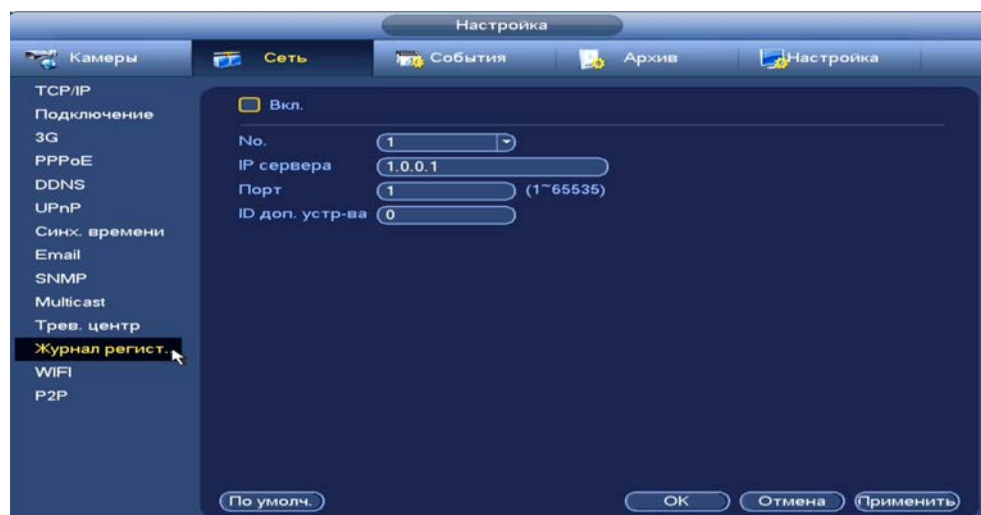 Настройка
Камеры
Сеть
События
Архив
Настройка
TCP/IP
Подключение
3G
PPPoE
DDNS
UPnP
Синх. времени
Email
SNMP
Multicast
Трев. центр
Журнал регист.
WIFI
P2P
Вкл.
No. 1
IP сервера 1.0.0.1
Порт 1 (1~65535)
ID доп. устр-ва 0
По умолч.
OK
Отмена
Применить